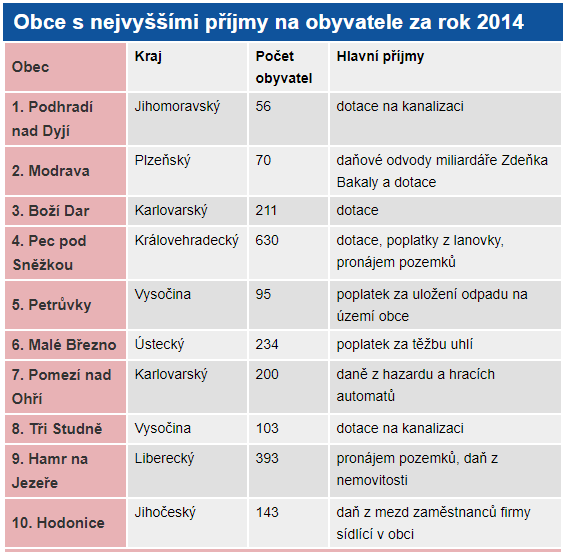 Obce s nejvyššími příjmy na obyvatele za rok 2014
Obec
Kraj
Počet
obyvatel
Hlavní příjmy
1. Podhradí
nad Dyjí
Jihomoravský
56
dotace na kanalizaci
2. Modrava
Plzeňský
70
daňové odvody miliardáře Zdeňka
Bakaly a dotace
3. Boží Dar
Karlovarský
211
dotace
4. Pec pod
Sněžkou
Královehradecký
630
dotace, poplatky z lanovky,
pronájem pozemků
5. Petrůvky
Vysočina
95
poplatek za uložení odpadu na
území obce
6. Malé Březno
Ústecký
234
poplatek za těžbu uhlí
7. Pomezí nad
Ohří
Karlovarský
200
daně z hazardu a hracích
automatů
8. Tři Studně
Vysočina
103
dotace na kanalizaci
9. Hamr na
Jezeře
Liberecký
393
pronájem pozemků, daň z
nemovitosti
10. Hodonice
Jihočeský
143
daň z mezd zaměstnanců firmy
sídlící v obci